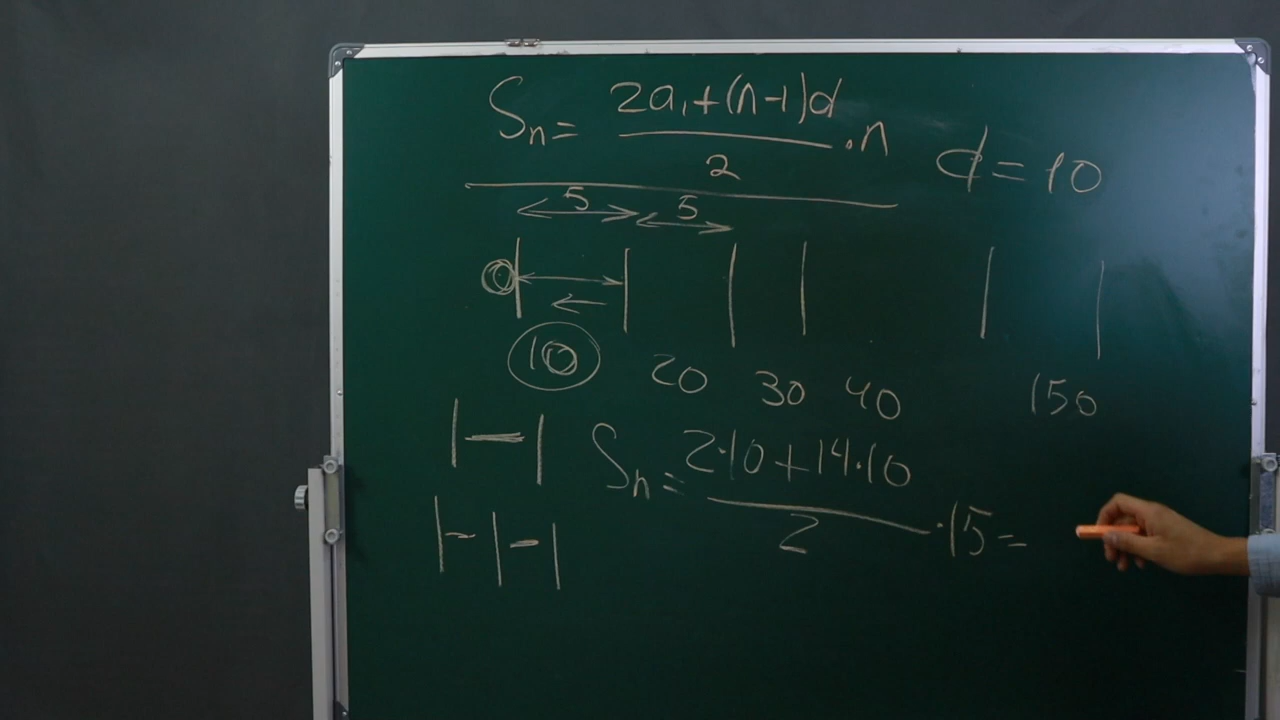 Sn = 2a1+(n-1)d / 2 · n
d = 10
5 5
0
10 20 30 40 150
Sn = 2·10+14·10 / 2 · 15 =